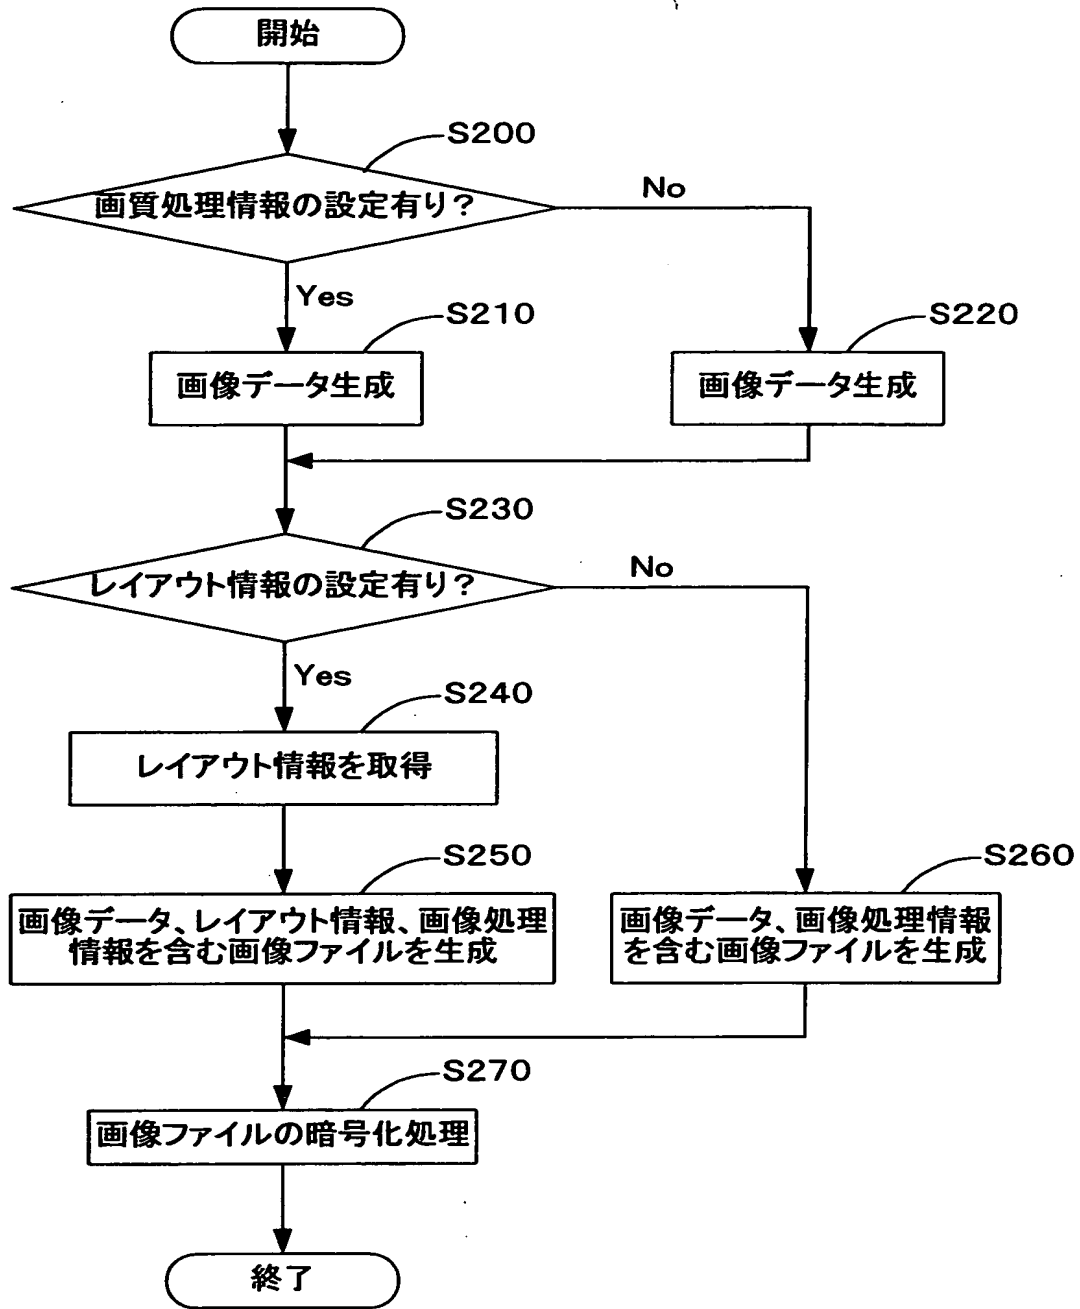 開始
S200
画質処理情報の設定有り?
No
Yes
S210
S220
画像データ生成
画像データ生成
S230
レイアウト情報の設定有り?
No
Yes
S240
レイアウト情報を取得
S250
S260
画像データ、レイアウト情報、画像処理
情報を含む画像ファイルを生成
画像データ、画像処理情報
を含む画像ファイルを生成
S270
画像ファイルの暗号化処理
終了